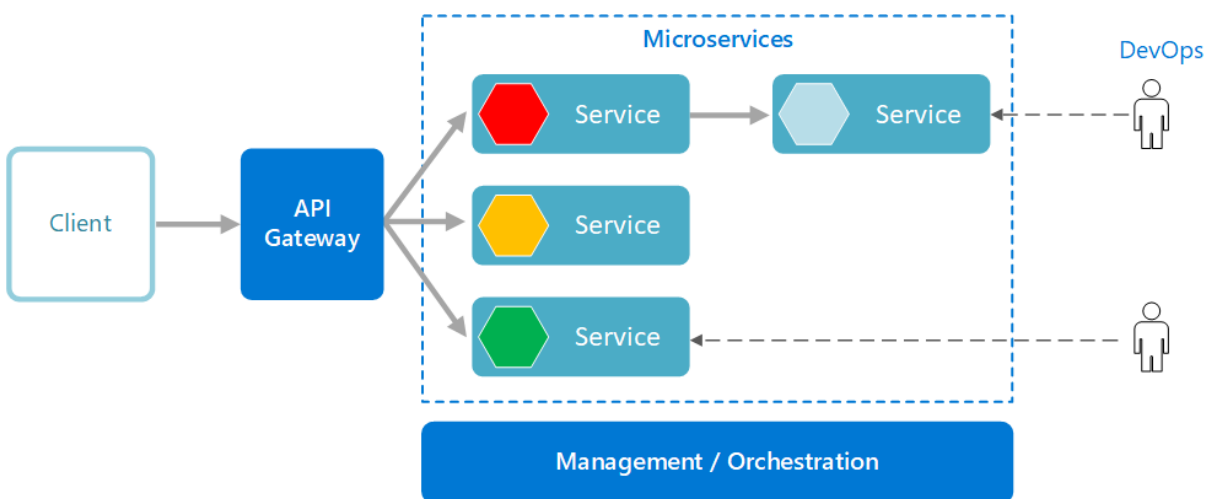 Microservices
DevOps
Service
Service
Client
API
Gateway
Service
Service
Management / Orchestration